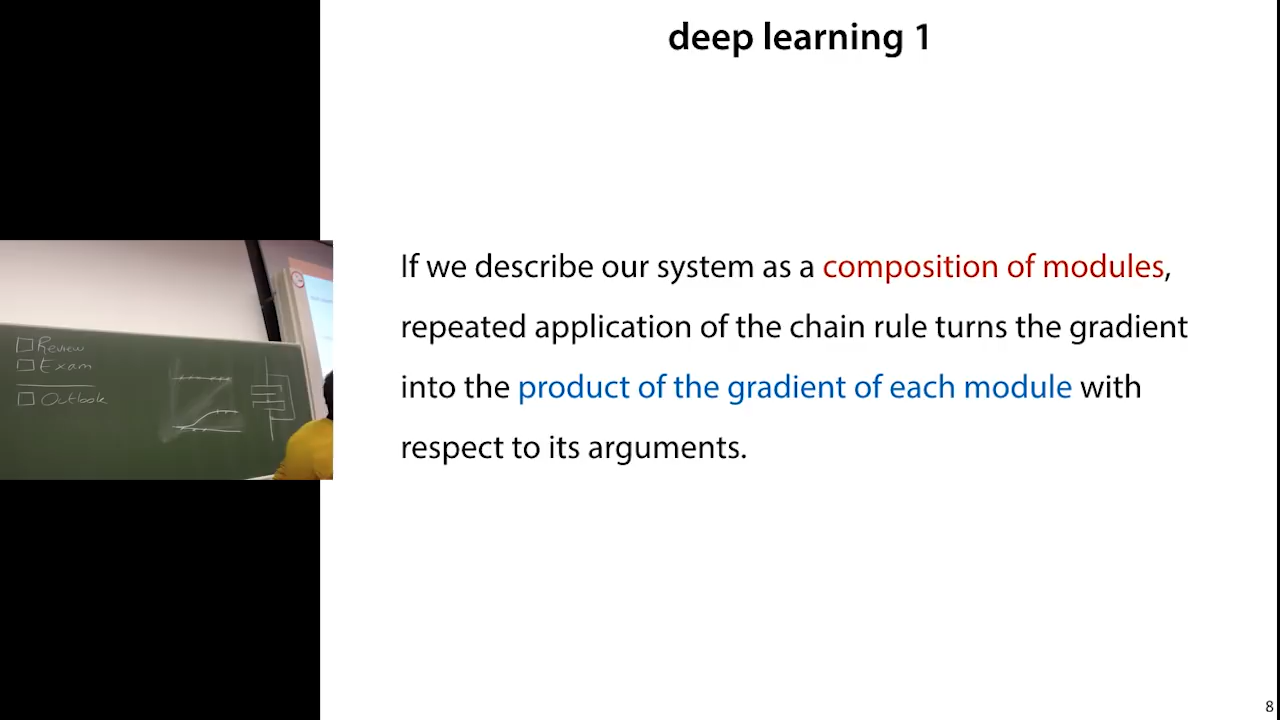 deep learning 1
If we describe our system as a composition of modules,
repeated application of the chain rule turns the gradient
into the product of the gradient of each module with
respect to its arguments.
Review
Exam
Outlook
8